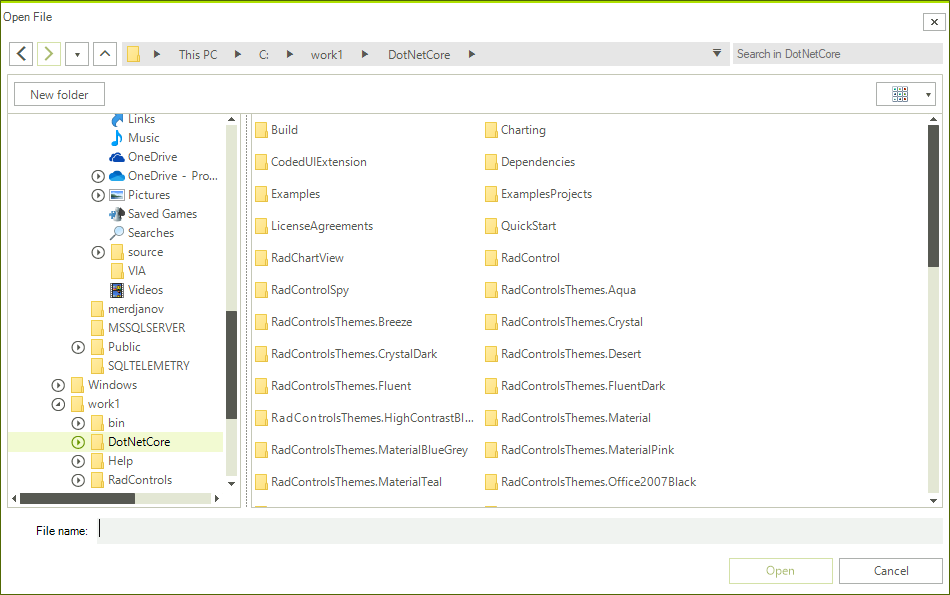 Open File
This PC C: work1 DotNetCore
Search in DotNetCore
New folder
Links
Music
OneDrive
OneDrive - Pro...
Pictures
Saved Games
Searches
source
VIA
Videos
merdjanov
MSSQLSERVER
Public
SQLTELEMETRY
Windows
work1
bin
DotNetCore
Help
RadControls
Build
Charting
CodedUIExtension
Dependencies
Examples
ExamplesProjects
LicenseAgreements
QuickStart
RadChartView
RadControl
RadControlSpy
RadControlsThemes.Aqua
RadControlsThemes.Breeze
RadControlsThemes.Crystal
RadControlsThemes.CrystalDark
RadControlsThemes.Desert
RadControlsThemes.Fluent
RadControlsThemes.FluentDark
RadControlsThemes.HighContrastBl...
RadControlsThemes.Material
RadControlsThemes.MaterialBlueGrey
RadControlsThemes.MaterialPink
RadControlsThemes.MaterialTeal
RadControlsThemes.Office2007Black
File name:
Open
Cancel